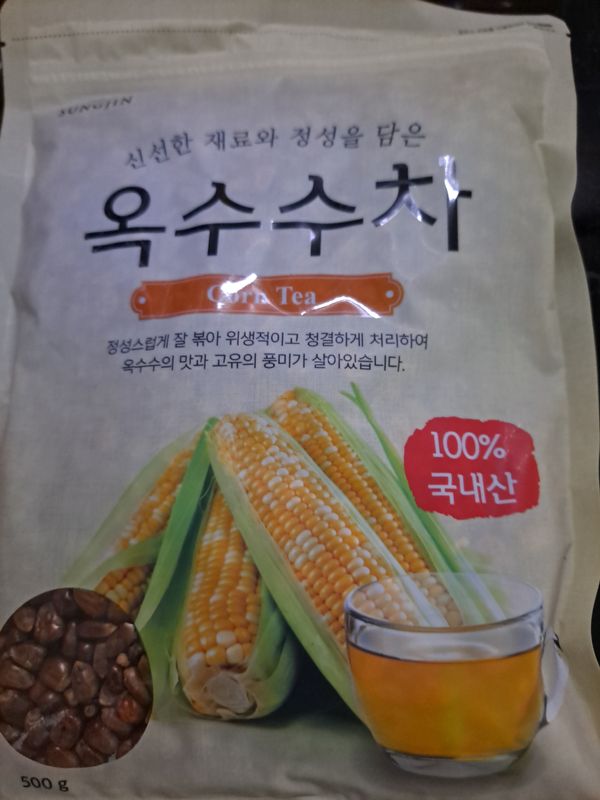 SUNGJIN
신선한 재료와 정성을 담은
옥수수차
Corn Tea
정성스럽게 잘 볶아 위생적이고 청결하게 처리하여
옥수수의 맛과 고유의 풍미가 살아있습니다.
100%
국내산
500 g